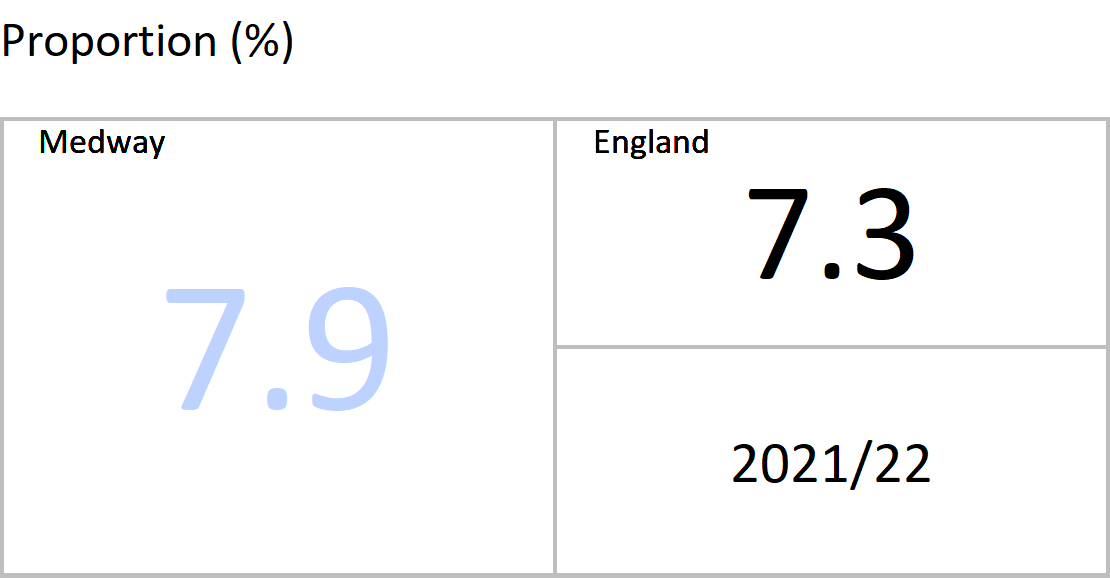 Proportion (%)
Medway
7.9
England
7.3
2021/22